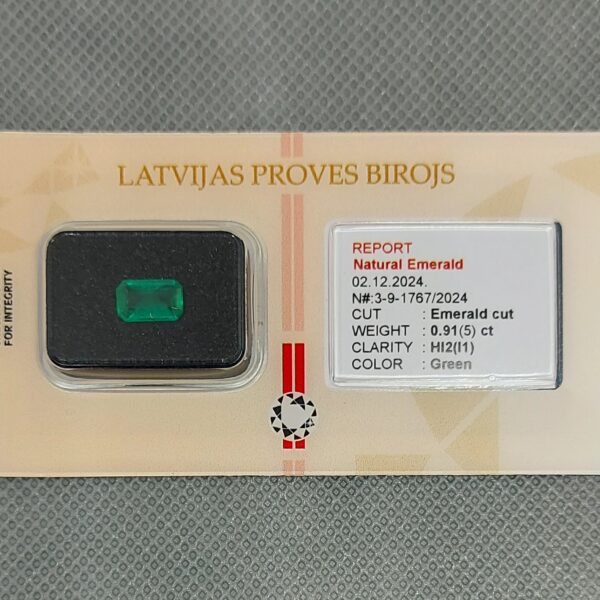 LATVIJAS PROVES BIROJS
FOR INTEGRITY
REPORT
Natural Emerald
02.12.2024.
N#:3-9-1767/2024
CUT : Emerald cut
WEIGHT : 0.91(5) ct
CLARITY : HI2(I1)
COLOR : Green